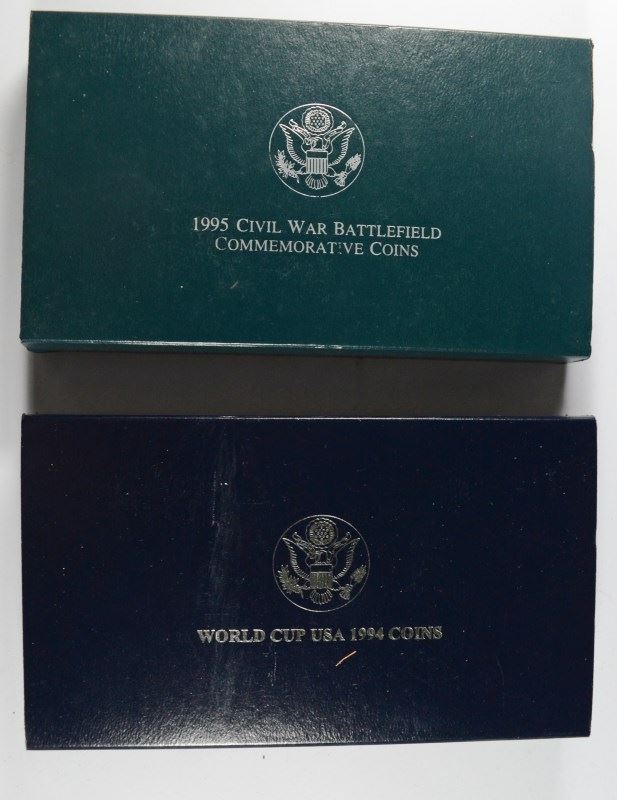 1995 CIVIL WAR BATTLEFIELD
COMMEMORATIVE COINS
WORLD CUP USA 1994 COINS